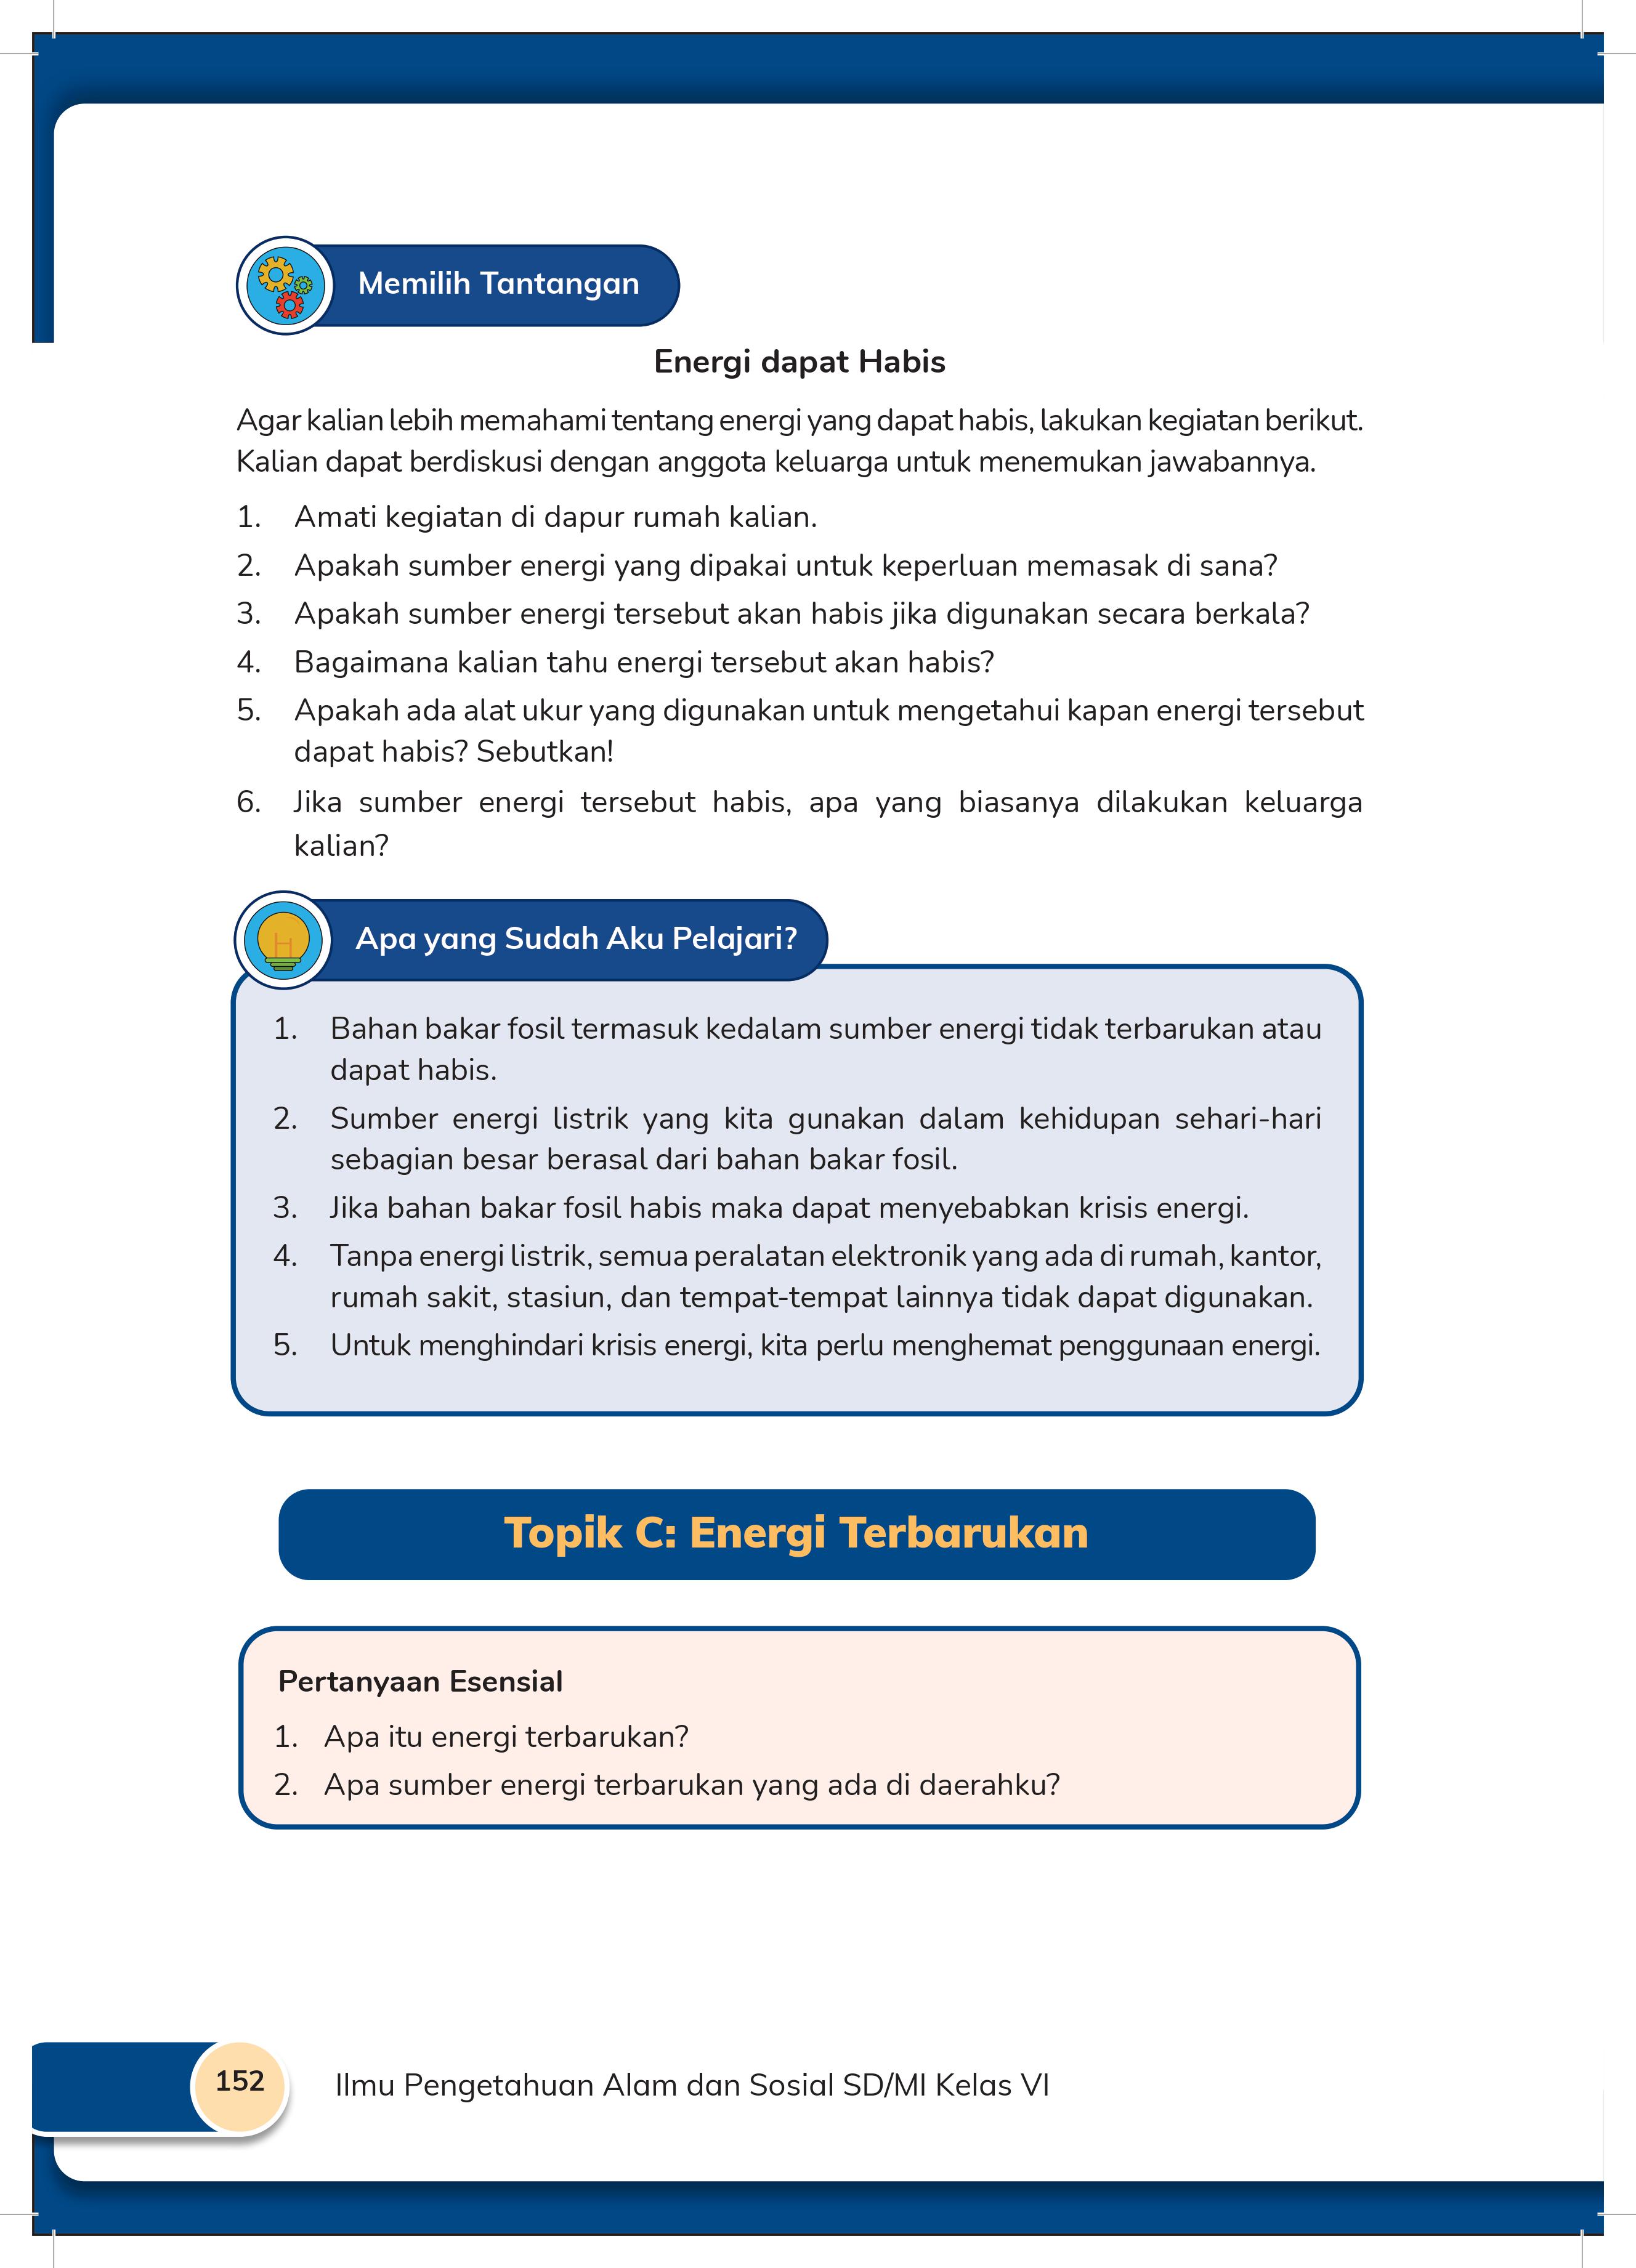 Memilih Tantangan
Energi dapat Habis
Agar kalian lebih memahami tentang energi yang dapat habis, lakukan kegiatan berikut.
Kalian dapat berdiskusi dengan anggota keluarga untuk menemukan jawabannya.
1. Amati kegiatan di dapur rumah kalian.
2. Apakah sumber energi yang dipakai untuk keperluan memasak di sana?
3. Apakah sumber energi tersebut akan habis jika digunakan secara berkala?
4. Bagaimana kalian tahu energi tersebut akan habis?
5. Apakah ada alat ukur yang digunakan untuk mengetahui kapan energi tersebut
dapat habis? Sebutkan!
6. Jika sumber energi tersebut habis, apa yang biasanya dilakukan keluarga
kalian?
Apa yang Sudah Aku Pelajari?
1. Bahan bakar fosil termasuk kedalam sumber energi tidak terbarukan atau
dapat habis.
2. Sumber energi listrik yang kita gunakan dalam kehidupan sehari-hari
sebagian besar berasal dari bahan bakar fosil.
3. Jika bahan bakar fosil habis maka dapat menyebabkan krisis energi.
4. Tanpa energi listrik, semua peralatan elektronik yang ada di rumah, kantor,
rumah sakit, stasiun, dan tempat-tempat lainnya tidak dapat digunakan.
5. Untuk menghindari krisis energi, kita perlu menghemat penggunaan energi.
Topik C: Energi Terbarukan
Pertanyaan Esensial
1. Apa itu energi terbarukan?
2. Apa sumber energi terbarukan yang ada di daerahku?
152 Ilmu Pengetahuan Alam dan Sosial SD/MI Kelas VI